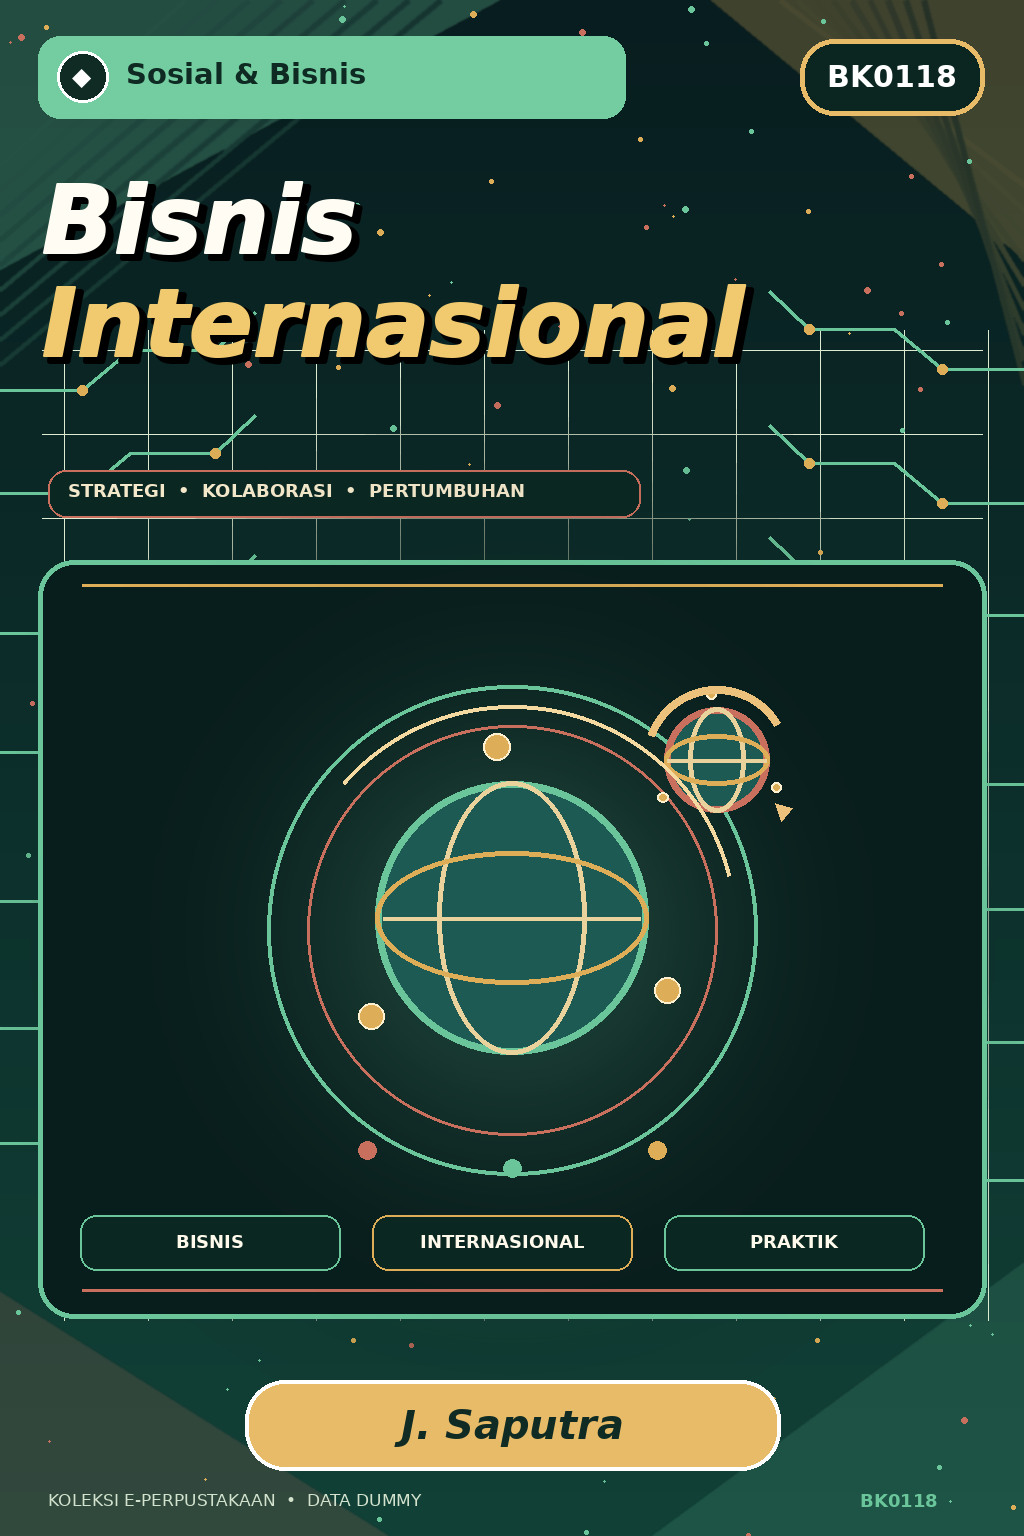 Sosial & Bisnis
BK0118
Bisnis
Internasional
STRATEGI • KOLABORASI • PERTUMBUHAN
BISNIS
INTERNASIONAL
PRAKTIK
J. Saputra
KOLEKSI E-PERPUSTAKAAN • DATA DUMMY
BK0118